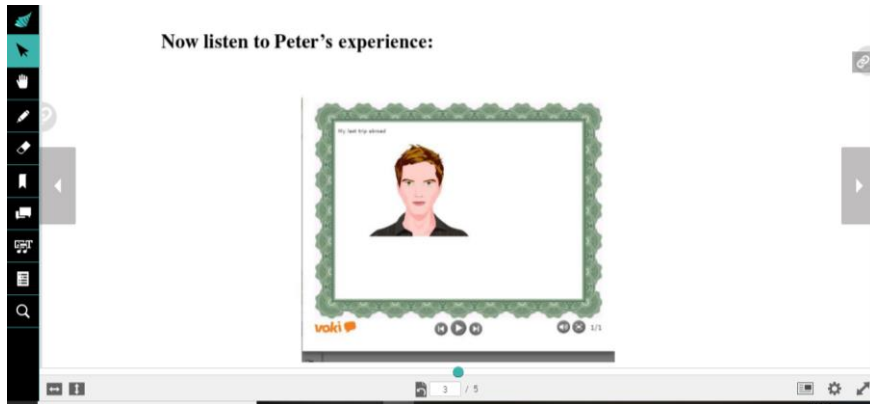 Now listen to Peter's experience:
My last trip abroad
voki
1/1
3 / 5